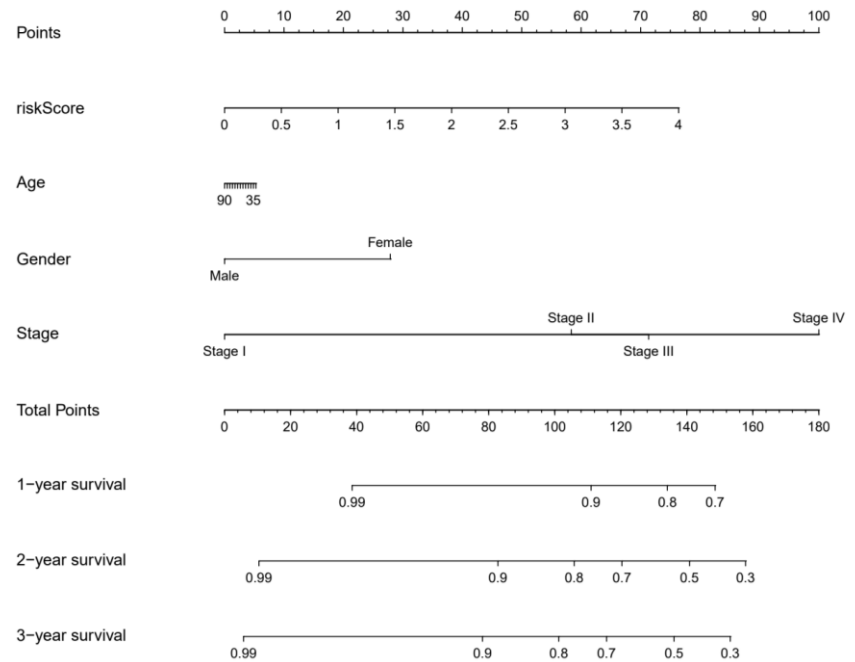 Points
0 10 20 30 40 50 60 70 80 90 100
riskScore
0 0.5 1 1.5 2 2.5 3 3.5 4
Age
90 35
Gender
Female
Male
Stage
Stage II Stage IV
Stage I Stage III
Total Points
0 20 40 60 80 100 120 140 160 180
1−year survival
0.99 0.9 0.8 0.7
2−year survival
0.99 0.9 0.8 0.7 0.5 0.3
3−year survival
0.99 0.9 0.8 0.7 0.5 0.3